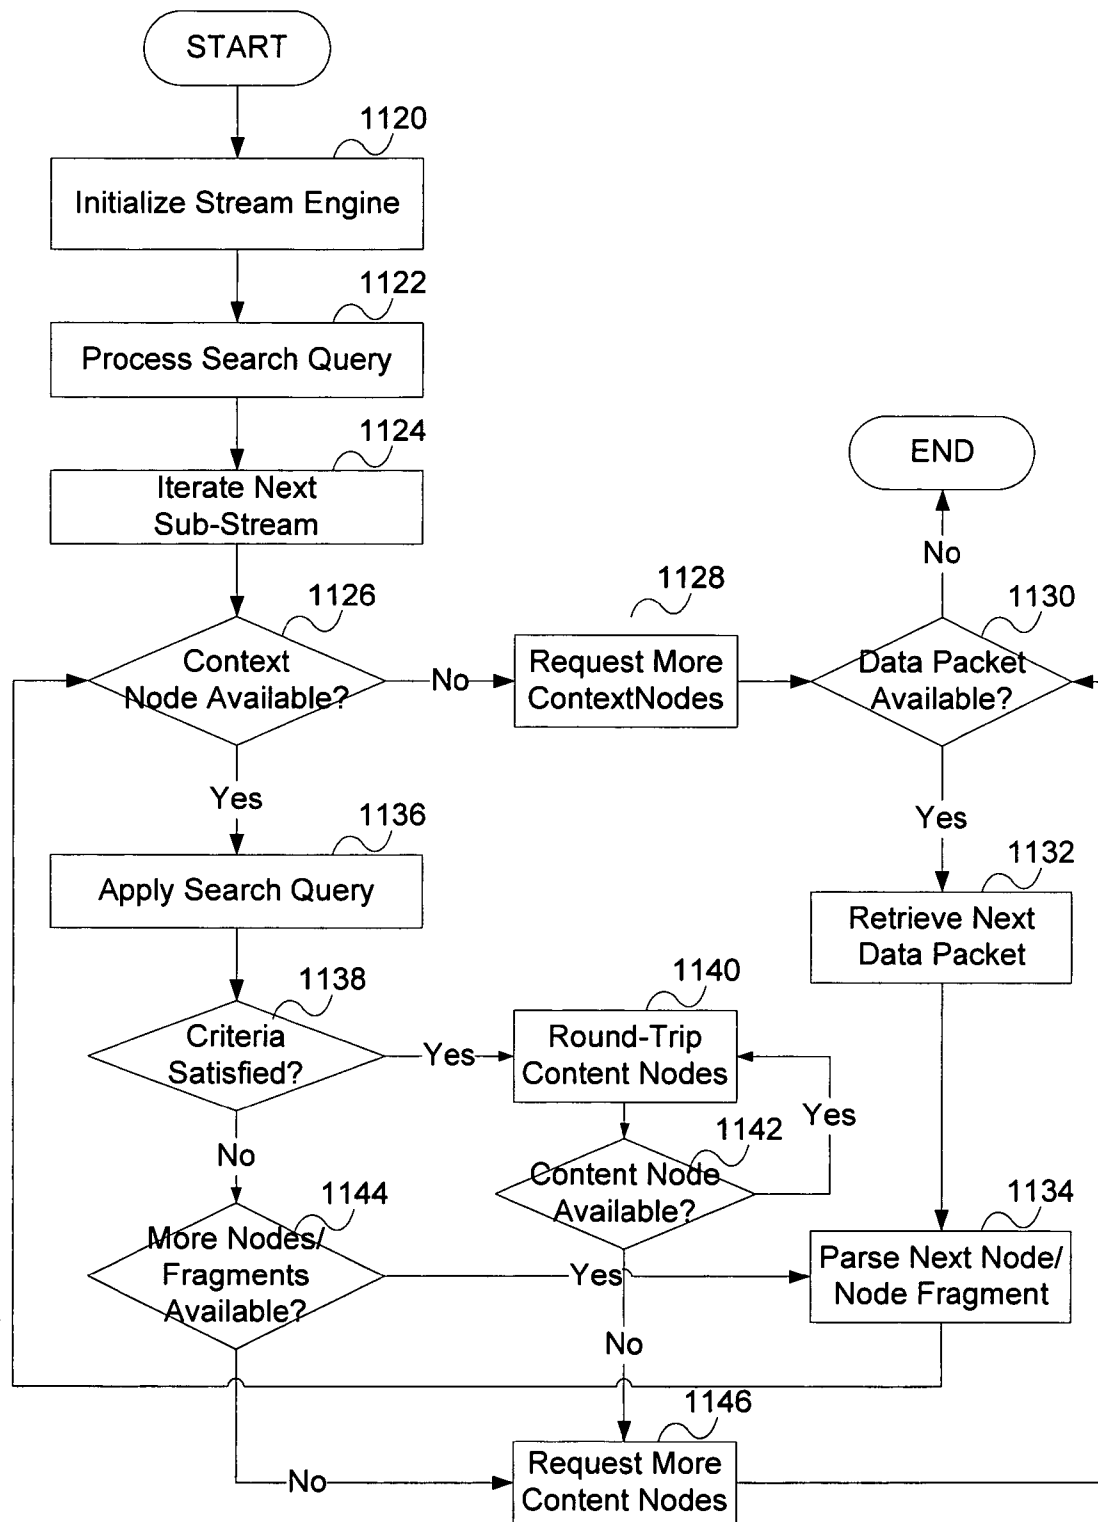 START
1120
Initialize Stream Engine
1122
Process Search Query
1124
Iterate Next
Sub-Stream
END
No
1126
Context
Node Available?
No
1128
Request More
ContextNodes
1130
Data Packet
Available?
Yes
Yes
1136
Apply Search Query
1132
Retrieve Next
Data Packet
1138
Criteria
Satisfied?
Yes
1140
Round-Trip
Content Nodes
Yes
No
1142
Content Node
Available?
1144
More Nodes/
Fragments
Available?
Yes
1134
Parse Next Node/
Node Fragment
No
1146
No
Request More
Content Nodes